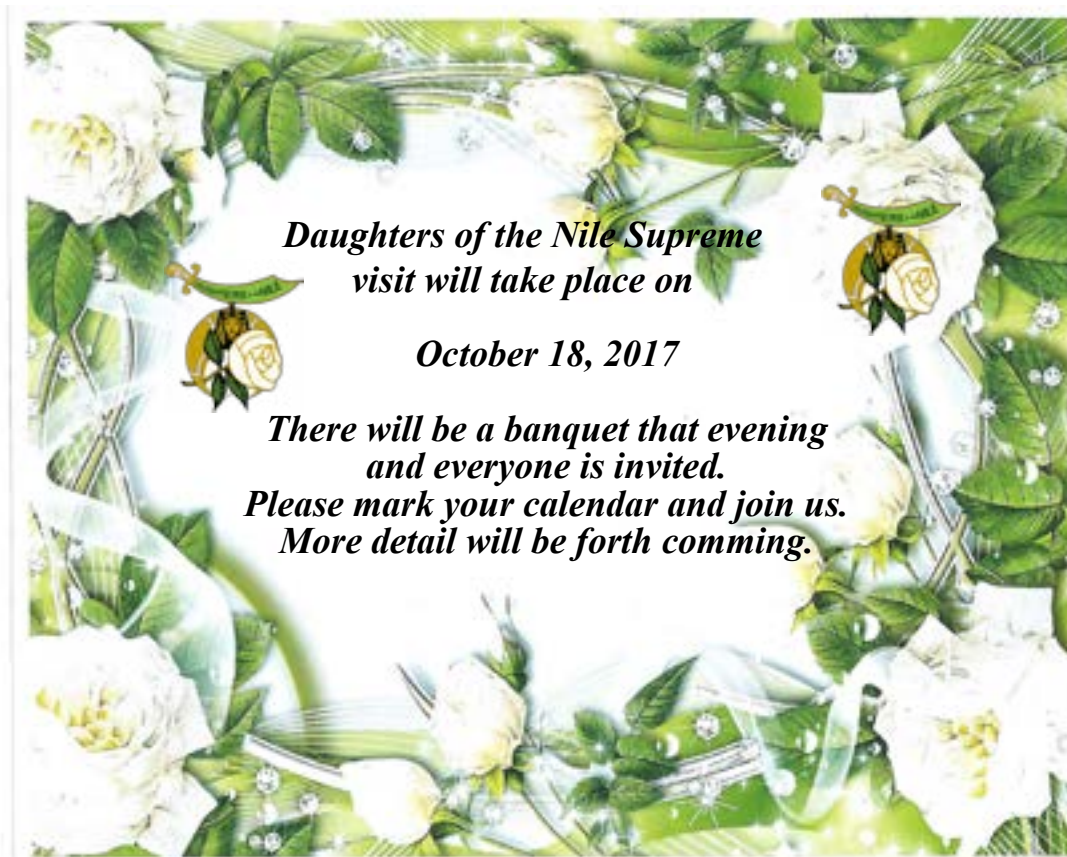 Daughters of the Nile Supreme
visit will take place on
October 18, 2017
There will be a banquet that evening
and everyone is invited.
Please mark your calendar and join us.
More detail will be forth comming.